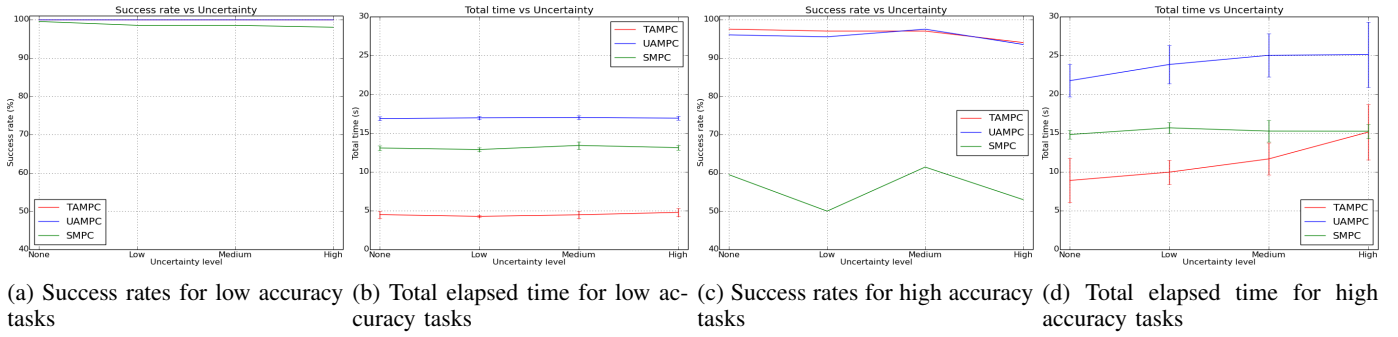 Success rate vs Uncertainty
100
90
80
70
60
50
40
Success rate (%)
None
Low
Medium
High
Uncertainty level
TAMPC
UAMPC
SMPC
(a) Success rates for low accuracy
tasks
Total time vs Uncertainty
30
25
20
15
10
5
0
Total time (s)
None
Low
Medium
High
Uncertainty level
TAMPC
UAMPC
SMPC
(b) Total elapsed time for low ac-
curacy tasks
Success rate vs Uncertainty
100
90
80
70
60
50
40
Success rate (%)
None
Low
Medium
High
Uncertainty level
TAMPC
UAMPC
SMPC
(c) Success rates for high accuracy
tasks
Total time vs Uncertainty
30
25
20
15
10
5
0
Total time (s)
None
Low
Medium
High
Uncertainty level
TAMPC
UAMPC
SMPC
(d) Total elapsed time for high
accuracy tasks